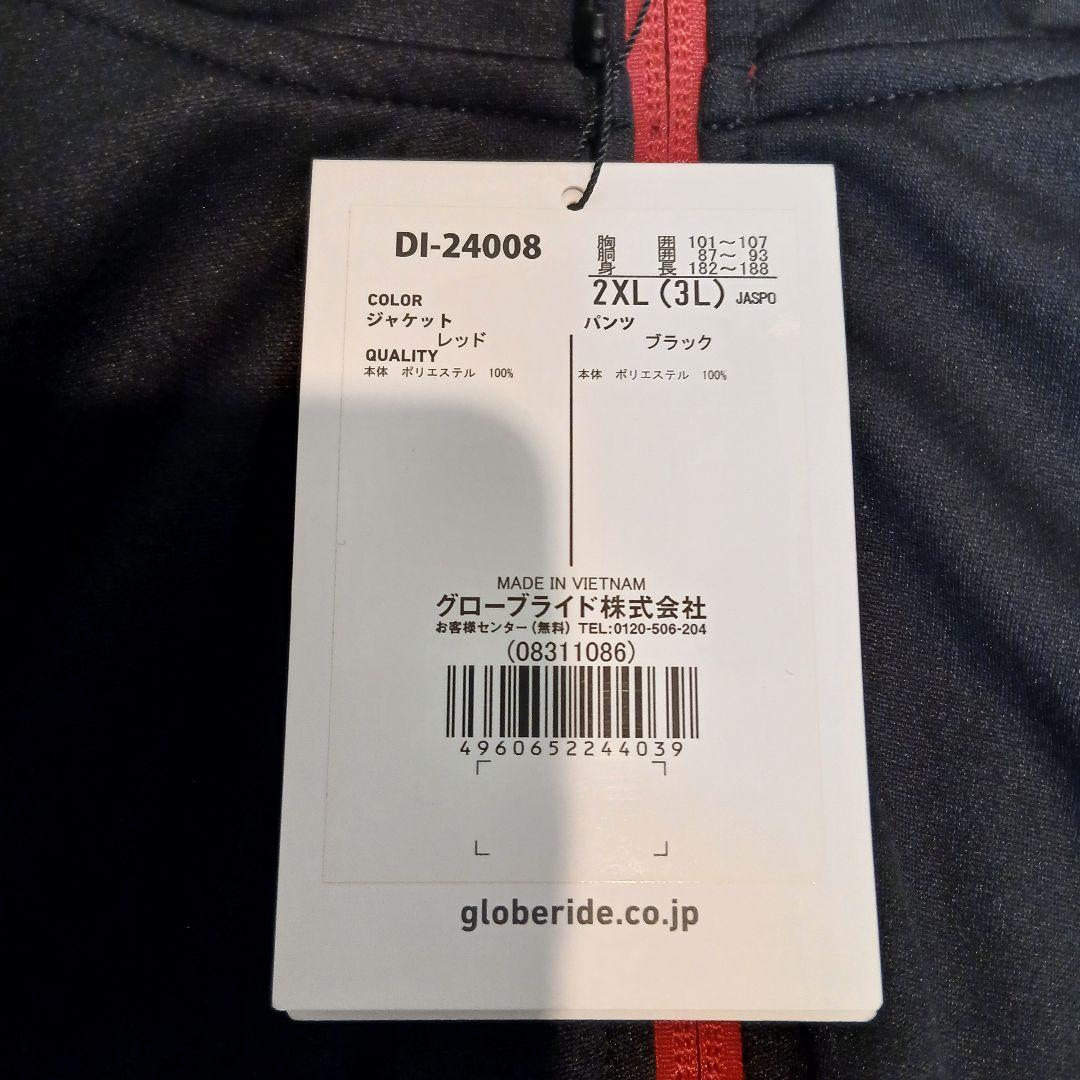 DI-24008
胸囲 101～107
胴囲 87～ 93
身長 182～188
2XL (3L) JASPO
COLOR
ジャケット パンツ
レッド ブラック
QUALITY
本体 ポリエステル 100% 本体 ポリエステル 100%
MADE IN VIETNAM
グローブライド株式会社
お客様センター(無料) TEL:0120-506-204
(08311086)
4960652244039
globeride.co.jp